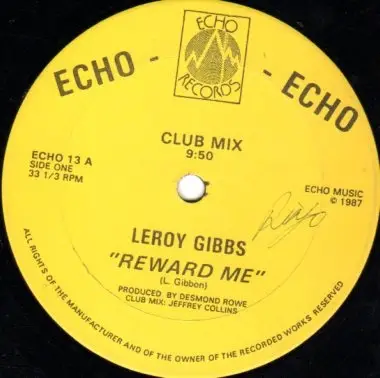 ECHO - - ECHO
ECHO
RECORDS
CLUB MIX
9:50
ECHO 13 A
SIDE ONE
33 1/3 RPM
ECHO MUSIC
© 1987
LEROY GIBBS
"REWARD ME"
(L. Gibbon)
PRODUCED BY DESMOND ROWE
CLUB MIX: JEFFREY COLLINS
ALL RIGHTS OF THE MANUFACTURER AND OF THE OWNER OF THE RECORDED WORKS RESERVED